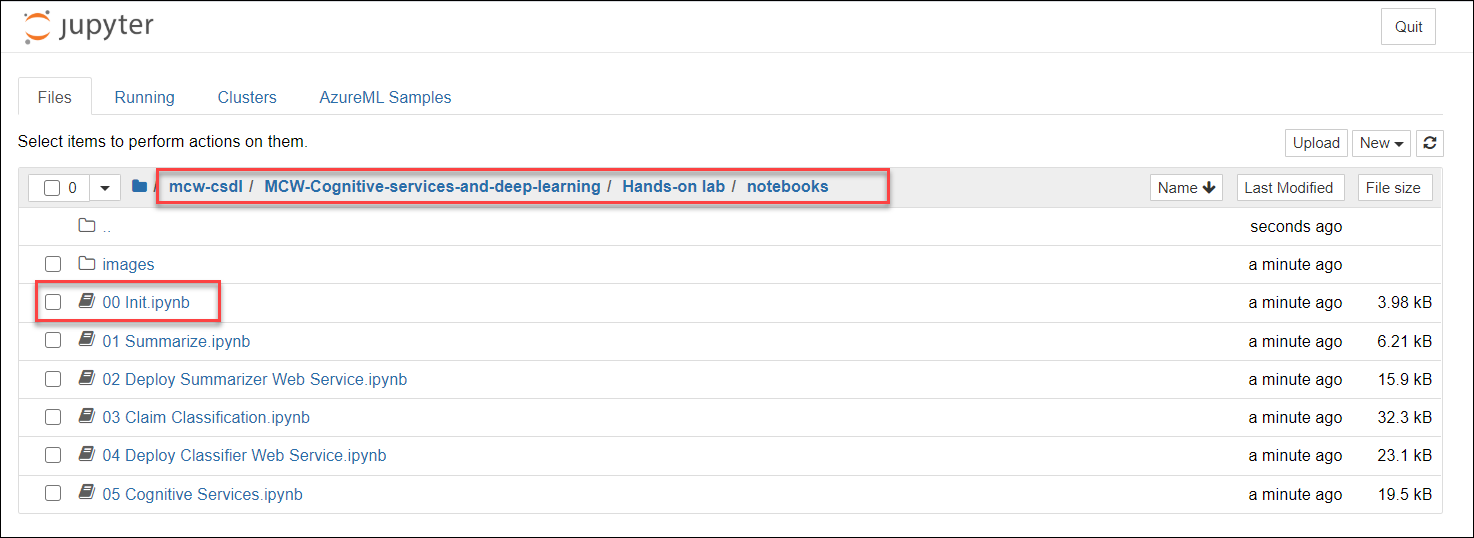 jupyter Quit
Files Running Clusters AzureML Samples
Select items to perform actions on them. Upload New
0 / mcw-csdl / MCW-Cognitive-services-and-deep-learning / Hands-on lab / notebooks Name Last Modified File size
.. seconds ago
images a minute ago
00 Init.ipynb a minute ago 3.98 kB
01 Summarize.ipynb a minute ago 6.21 kB
02 Deploy Summarizer Web Service.ipynb a minute ago 15.9 kB
03 Claim Classification.ipynb a minute ago 32.3 kB
04 Deploy Classifier Web Service.ipynb a minute ago 23.1 kB
05 Cognitive Services.ipynb a minute ago 19.5 kB